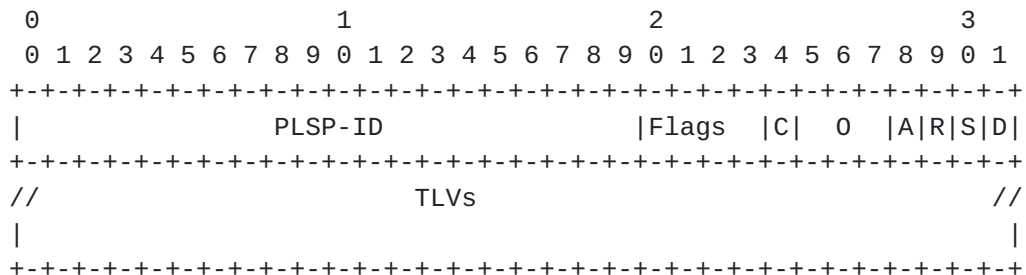 0                   1                   2                   3
 0 1 2 3 4 5 6 7 8 9 0 1 2 3 4 5 6 7 8 9 0 1 2 3 4 5 6 7 8 9 0 1
+-+-+-+-+-+-+-+-+-+-+-+-+-+-+-+-+-+-+-+-+-+-+-+-+-+-+-+-+-+-+-+-+
|                PLSP-ID                |Flags  |C|  O  |A|R|S|D|
+-+-+-+-+-+-+-+-+-+-+-+-+-+-+-+-+-+-+-+-+-+-+-+-+-+-+-+-+-+-+-+-+
//                        TLVs                                 //
|                                                               |
+-+-+-+-+-+-+-+-+-+-+-+-+-+-+-+-+-+-+-+-+-+-+-+-+-+-+-+-+-+-+-+-+